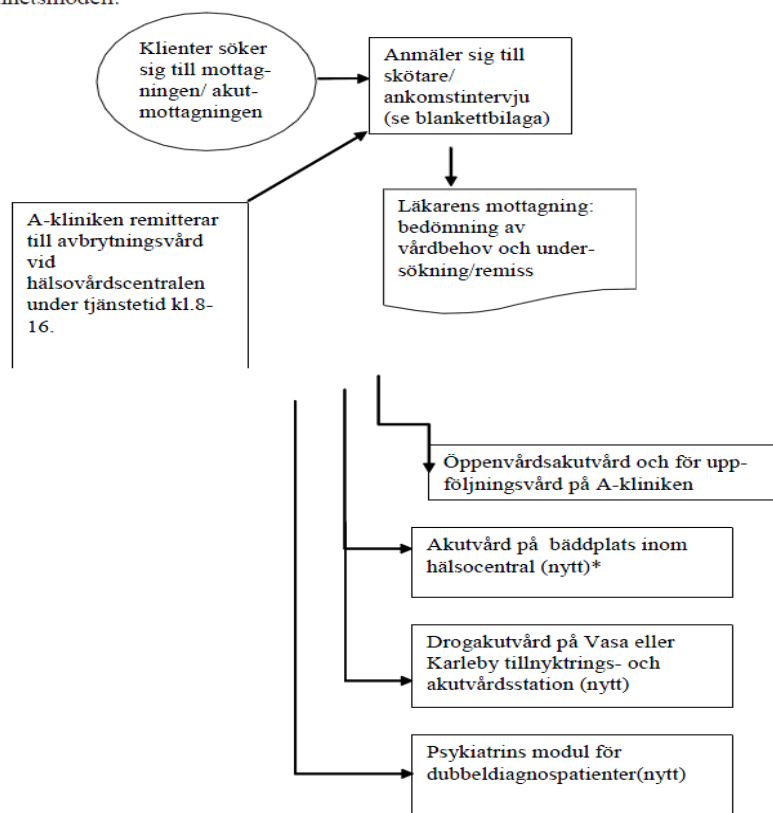 Klienter söker
sig till mottag-
ningen/ akut-
mottagningen
Anmäler sig till
skötare/
ankomstintervju
(se blankettbilaga)
A-kliniken remitterar
till avbrytningsvård
vid
hälsovårdscentralen
under tjänstetid kl.8-
16.
Läkarens mottagning:
bedömning av
vårdbehov och under-
sökning/remiss
Öppenvårdsakutvård och för upp-
följningsvård på A-kliniken
Akutvård på bäddplats inom
hälsocentral (nytt)*
Drogakutvård på Vasa eller
Karleby tillnyktrings- och
akutvårdsstation (nytt)
Psykiatrins modul för
dubbeldiagnospatienter(nytt)